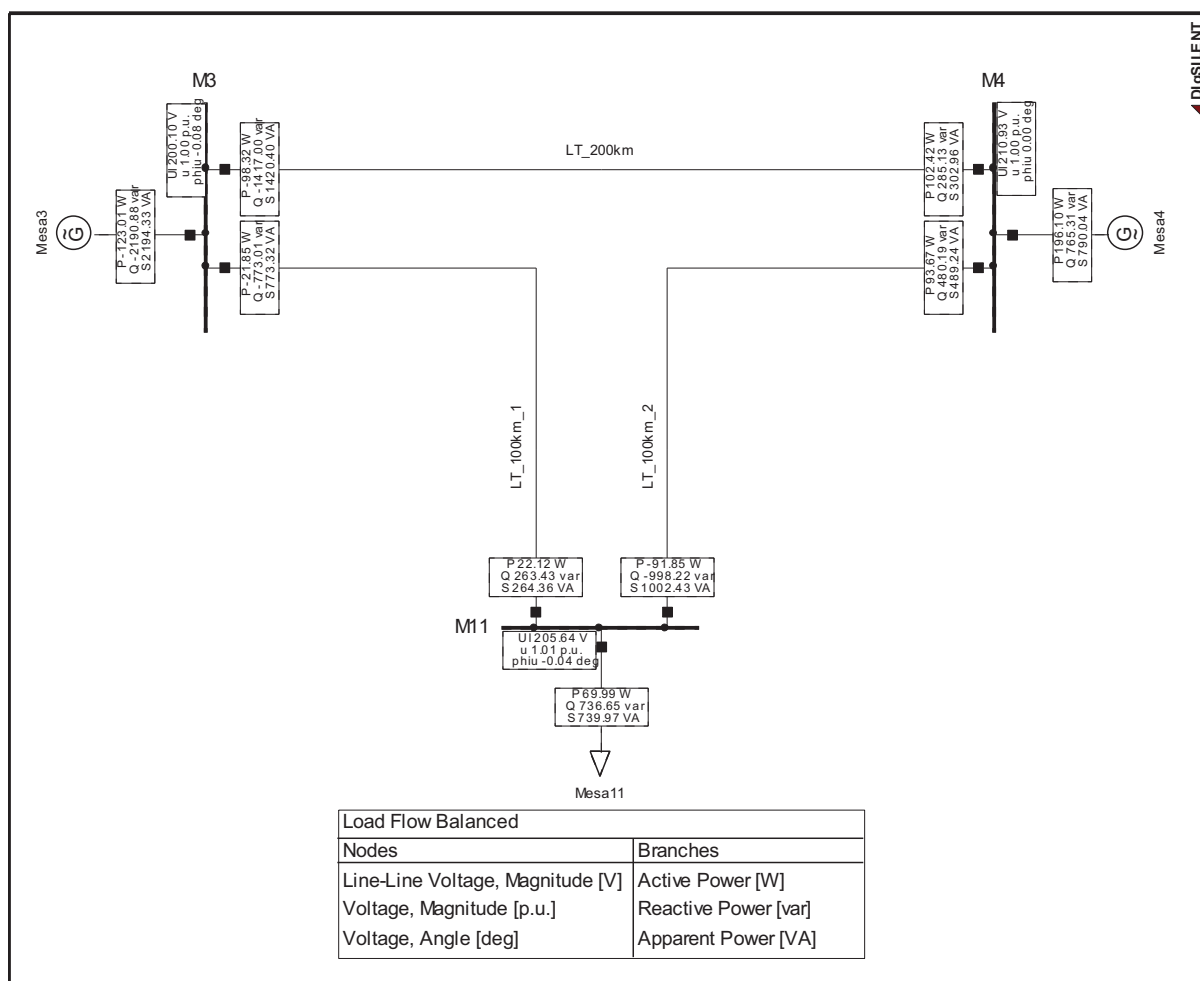 DIgSILENT
M3
M4
Ul 200.10 V
u 1.00 p.u.
phiu -0.08 deg
P -98.32 W
Q -1417.00 var
S 1420.40 VA
LT_200km
P 102.42 W
Q 285.13 var
S 302.96 VA
Ul 210.93 V
u 1.00 p.u.
phiu 0.00 deg
Mesa3
G
P -123.01 W
Q -2190.88 var
S 2194.33 VA
P -21.85 W
Q -773.01 var
S 773.32 VA
P 93.67 W
Q 480.19 var
S 489.24 VA
P 196.10 W
Q 765.31 var
S 790.04 VA
G
Mesa4
LT_100km_1
LT_100km_2
P 22.12 W
Q 263.43 var
S 264.36 VA
P -91.85 W
Q -998.22 var
S 1002.43 VA
M11
Ul 205.64 V
u 1.01 p.u.
phiu -0.04 deg
P 69.99 W
Q 736.65 var
S 739.97 VA
Mesa11
Load Flow Balanced
Nodes Branches
Line-Line Voltage, Magnitude [V] Active Power [W]
Voltage, Magnitude [p.u.] Reactive Power [var]
Voltage, Angle [deg] Apparent Power [VA]